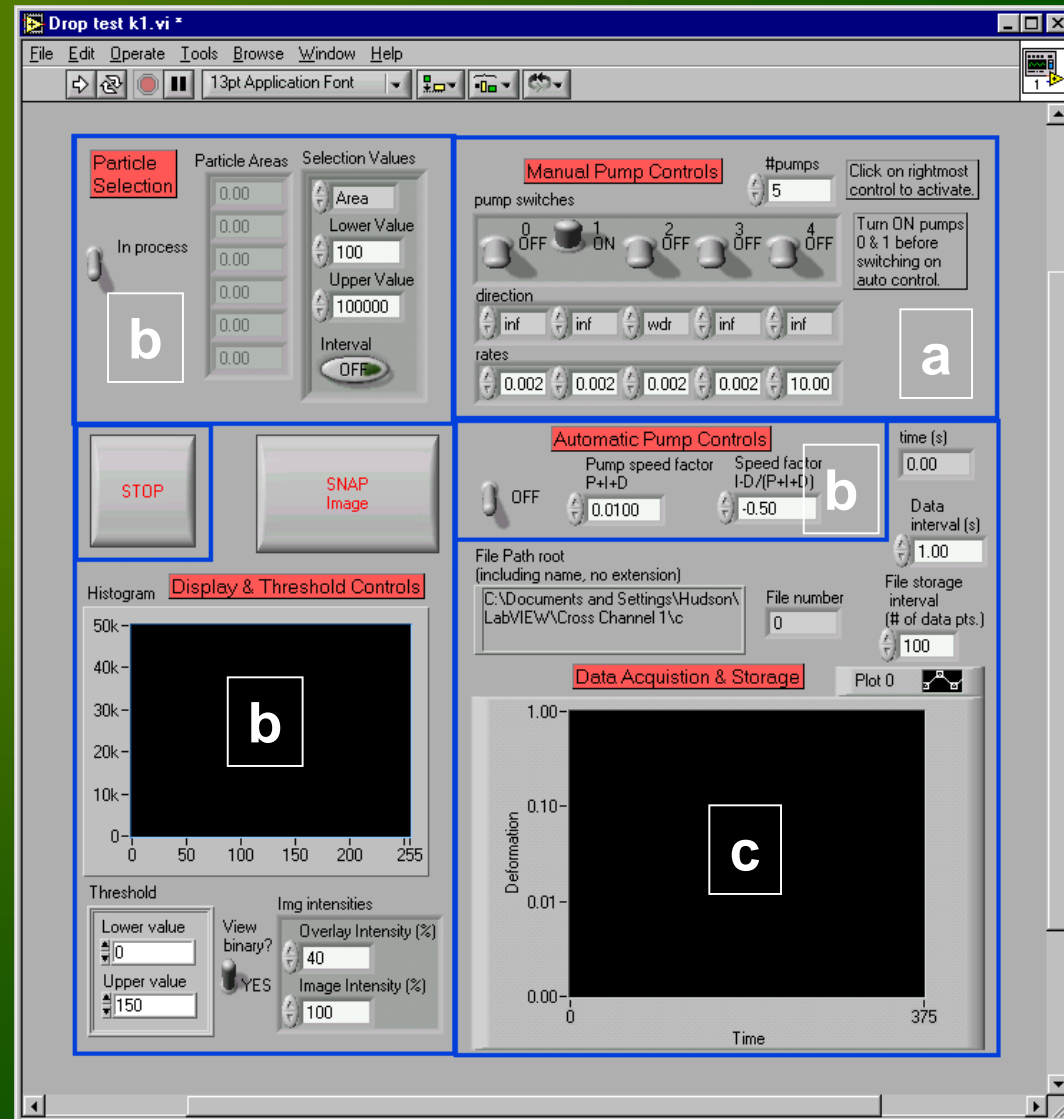 Drop test k1.vi *
File Edit Operate Tools Browse Window Help
13pt Application Font
1
Particle
Selection
In process
b
Particle Areas
0.00
0.00
0.00
0.00
0.00
0.00
Selection Values
Area
Lower Value
100
Upper Value
100000
Interval
OFF
Manual Pump Controls
#pumps
5
Click on rightmost
control to activate.
pump switches
0 1 2 3 4
OFF ON OFF OFF OFF
Turn ON pumps
0 & 1 before
switching on
auto control.
direction
inf inf wdr inf inf
rates
0.002 0.002 0.002 0.002 10.00
a
STOP
SNAP
Image
Automatic Pump Controls
OFF
Pump speed factor
P+I+D
0.0100
Speed factor
I-D/(P+I+D)
-0.50
b
time (s)
0.00
Data
interval (s)
1.00
File storage
interval
(# of data pts.)
100
File Path root
(including name, no extension)
C:\Documents and Settings\Hudson\
LabVIEW\Cross Channel 1\c
File number
0
Histogram
Display & Threshold Controls
50k
40k
30k
20k
10k
0
0 50 100 150 200 255
b
Threshold
Lower value
0
Upper value
150
View
binary?
YES
Img intensities
Overlay Intensity (%)
40
Image Intensity (%)
100
Data Acquistion & Storage
Plot 0
1.00
0.10
0.01
0.00
Deformation
c
0 375
Time